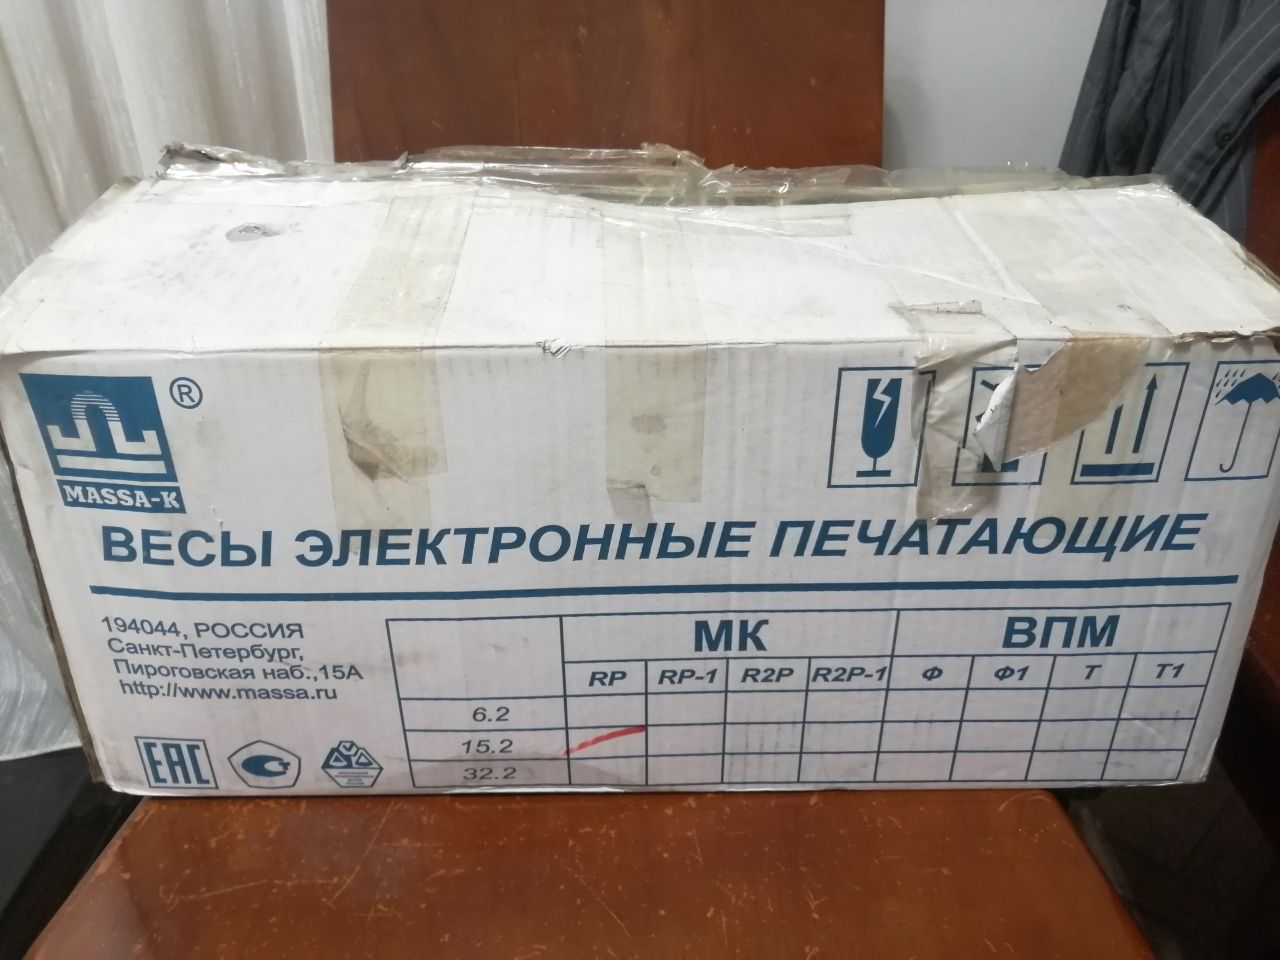 ®
MASSA-K
ВЕСЫ ЭЛЕКТРОННЫЕ ПЕЧАТАЮЩИЕ
194044, РОССИЯ
Санкт-Петербург,
Пироговская наб.,15А
http://www.massa.ru
EAC
МК ВПМ
RP RP-1 R2P R2P-1 Ф Ф1 Т Т1
6.2
15.2
32.2